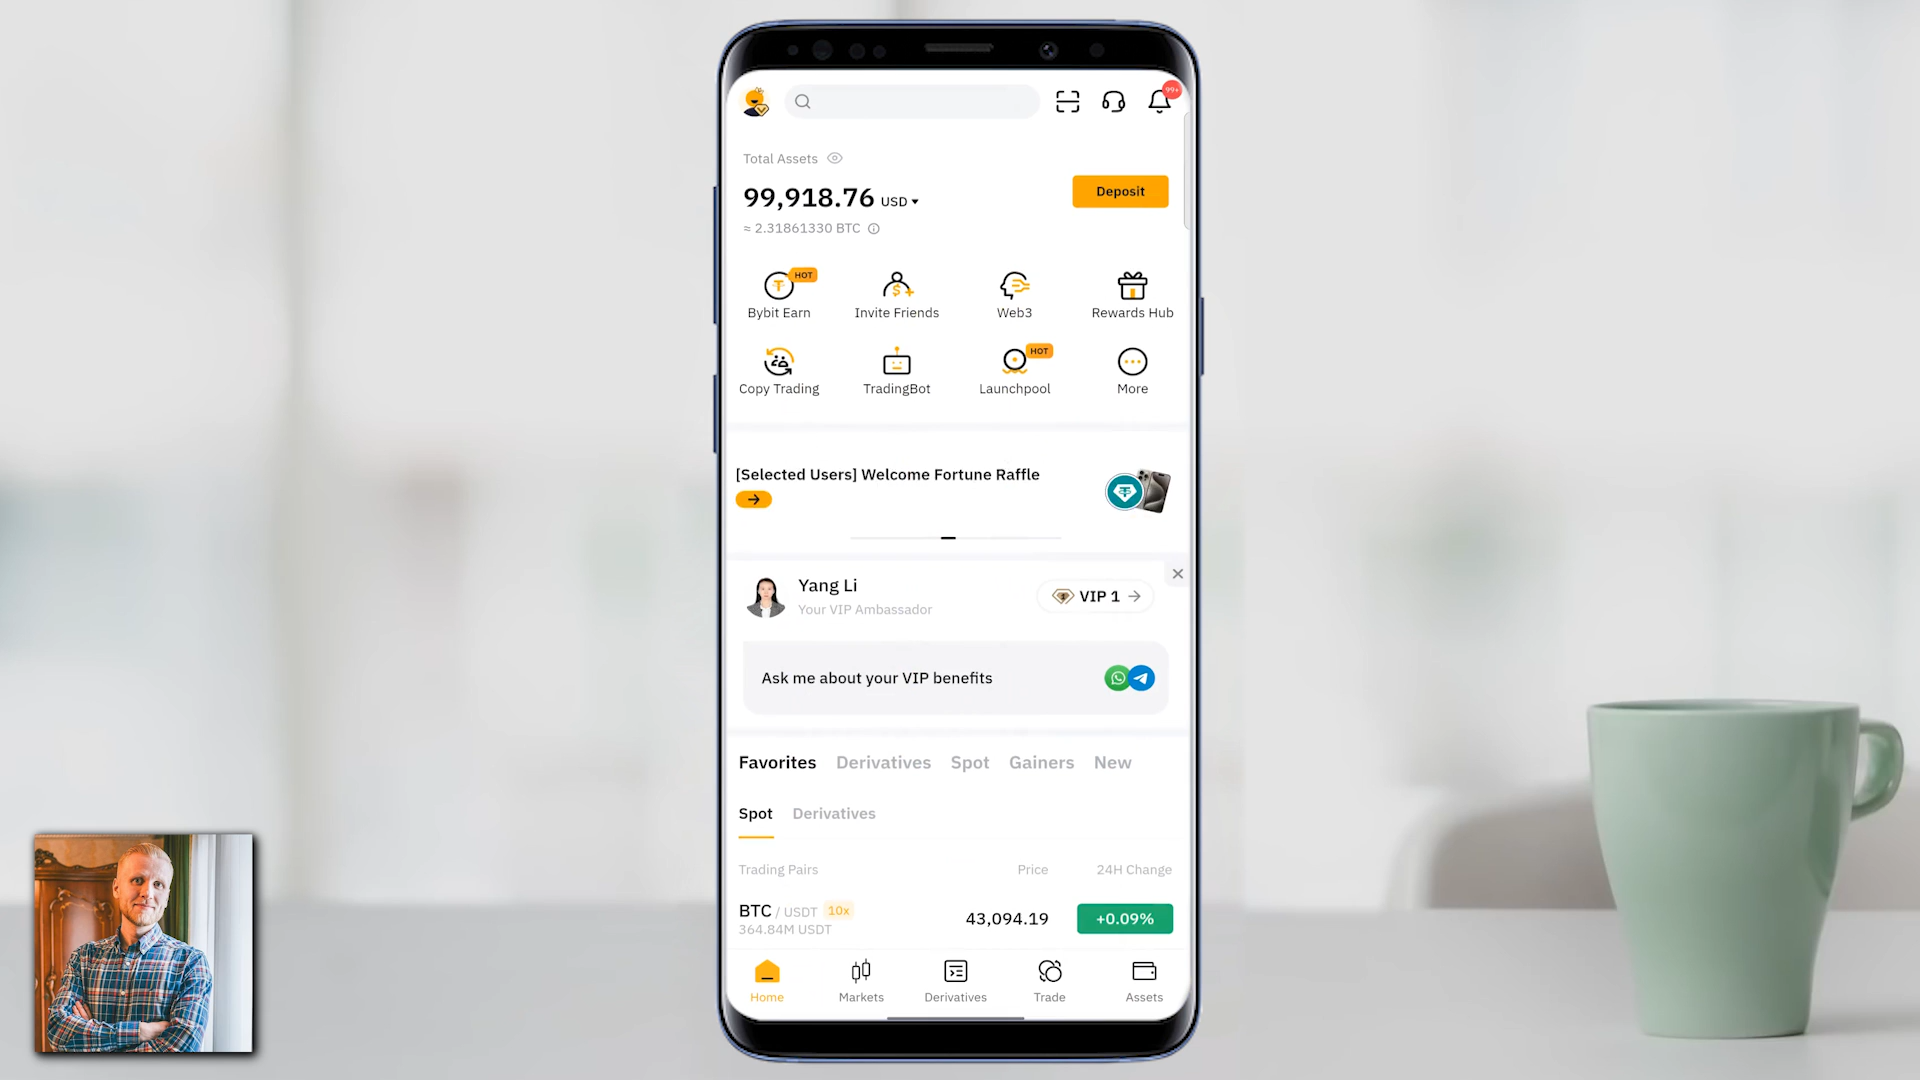 99+
Total Assets
99,918.76 USD
Deposit
≈ 2.31861330 BTC
HOT
Bybit Earn
Invite Friends
Web3
Rewards Hub
HOT
Copy Trading
TradingBot
Launchpool
More
[Selected Users] Welcome Fortune Raffle
Yang Li
Your VIP Ambassador
VIP 1
Ask me about your VIP benefits
Favorites Derivatives Spot Gainers New
Spot Derivatives
Trading Pairs Price 24H Change
BTC / USDT 10x 43,094.19 +0.09%
364.84M USDT
Home Markets Derivatives Trade Assets